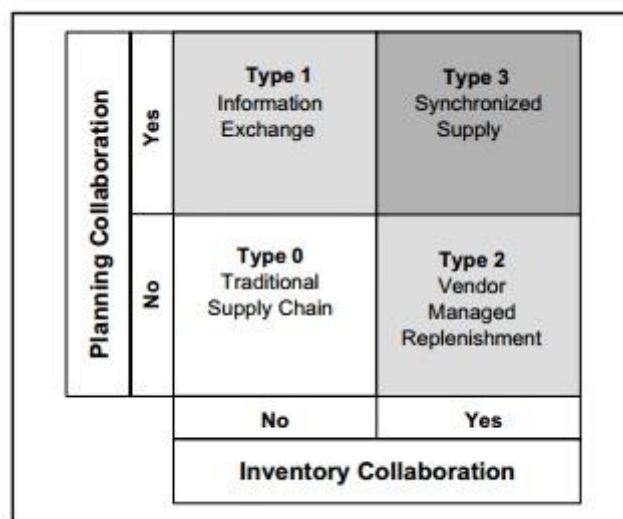 Planning Collaboration
Yes
No
Type 1
Information
Exchange
Type 3
Synchronized
Supply
Type 0
Traditional
Supply Chain
Type 2
Vendor
Managed
Replenishment
No
Yes
Inventory Collaboration